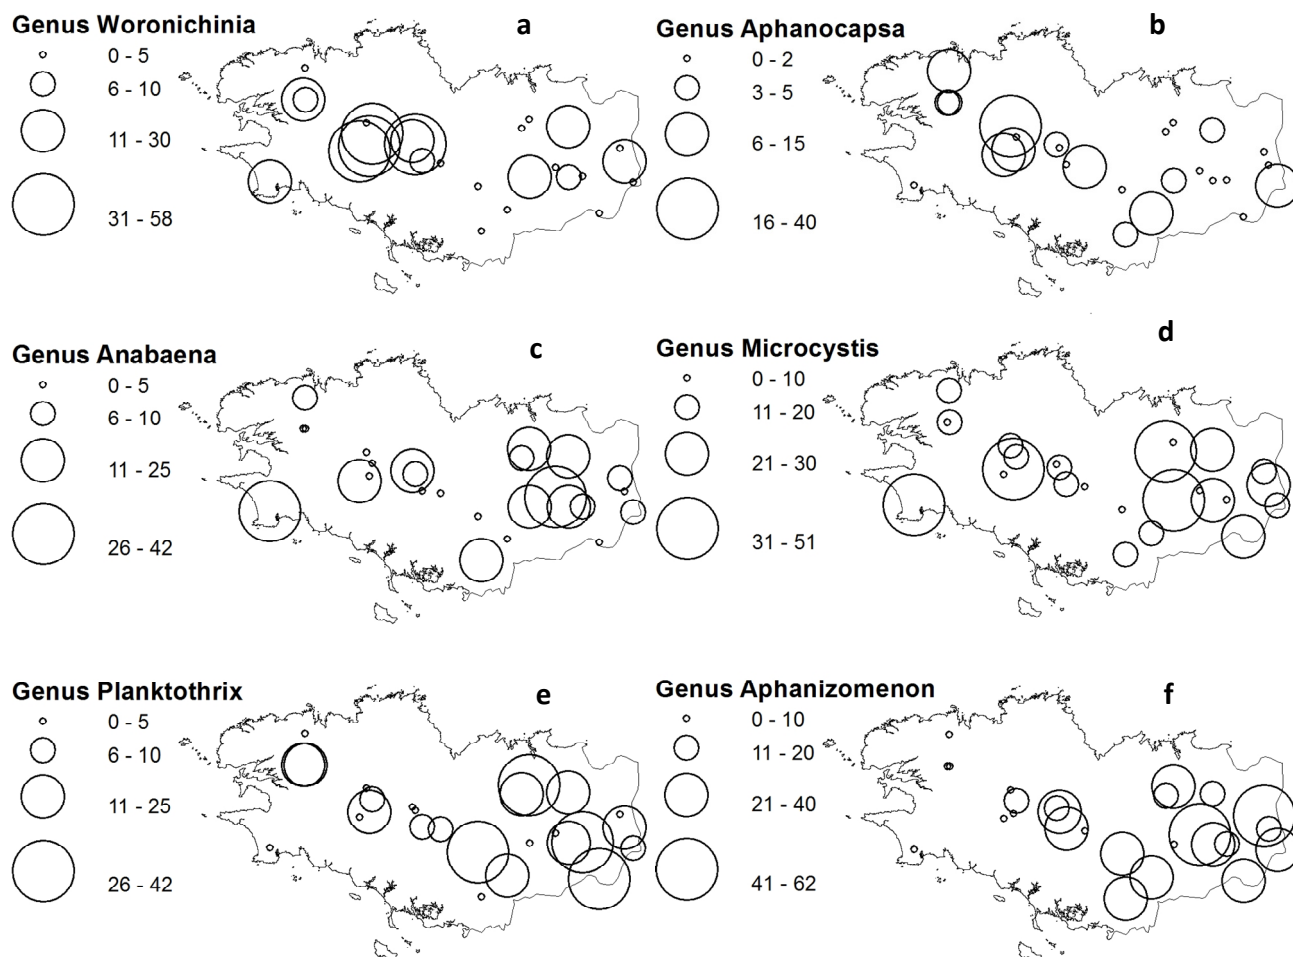 Genus Woronichinia
a
0 - 5
6 - 10
11 - 30
31 - 58
Genus Aphanocapsa
b
0 - 2
3 - 5
6 - 15
16 - 40
Genus Anabaena
c
0 - 5
6 - 10
11 - 25
26 - 42
Genus Microcystis
d
0 - 10
11 - 20
21 - 30
31 - 51
Genus Planktothrix
e
0 - 5
6 - 10
11 - 25
26 - 42
Genus Aphanizomenon
f
0 - 10
11 - 20
21 - 40
41 - 62